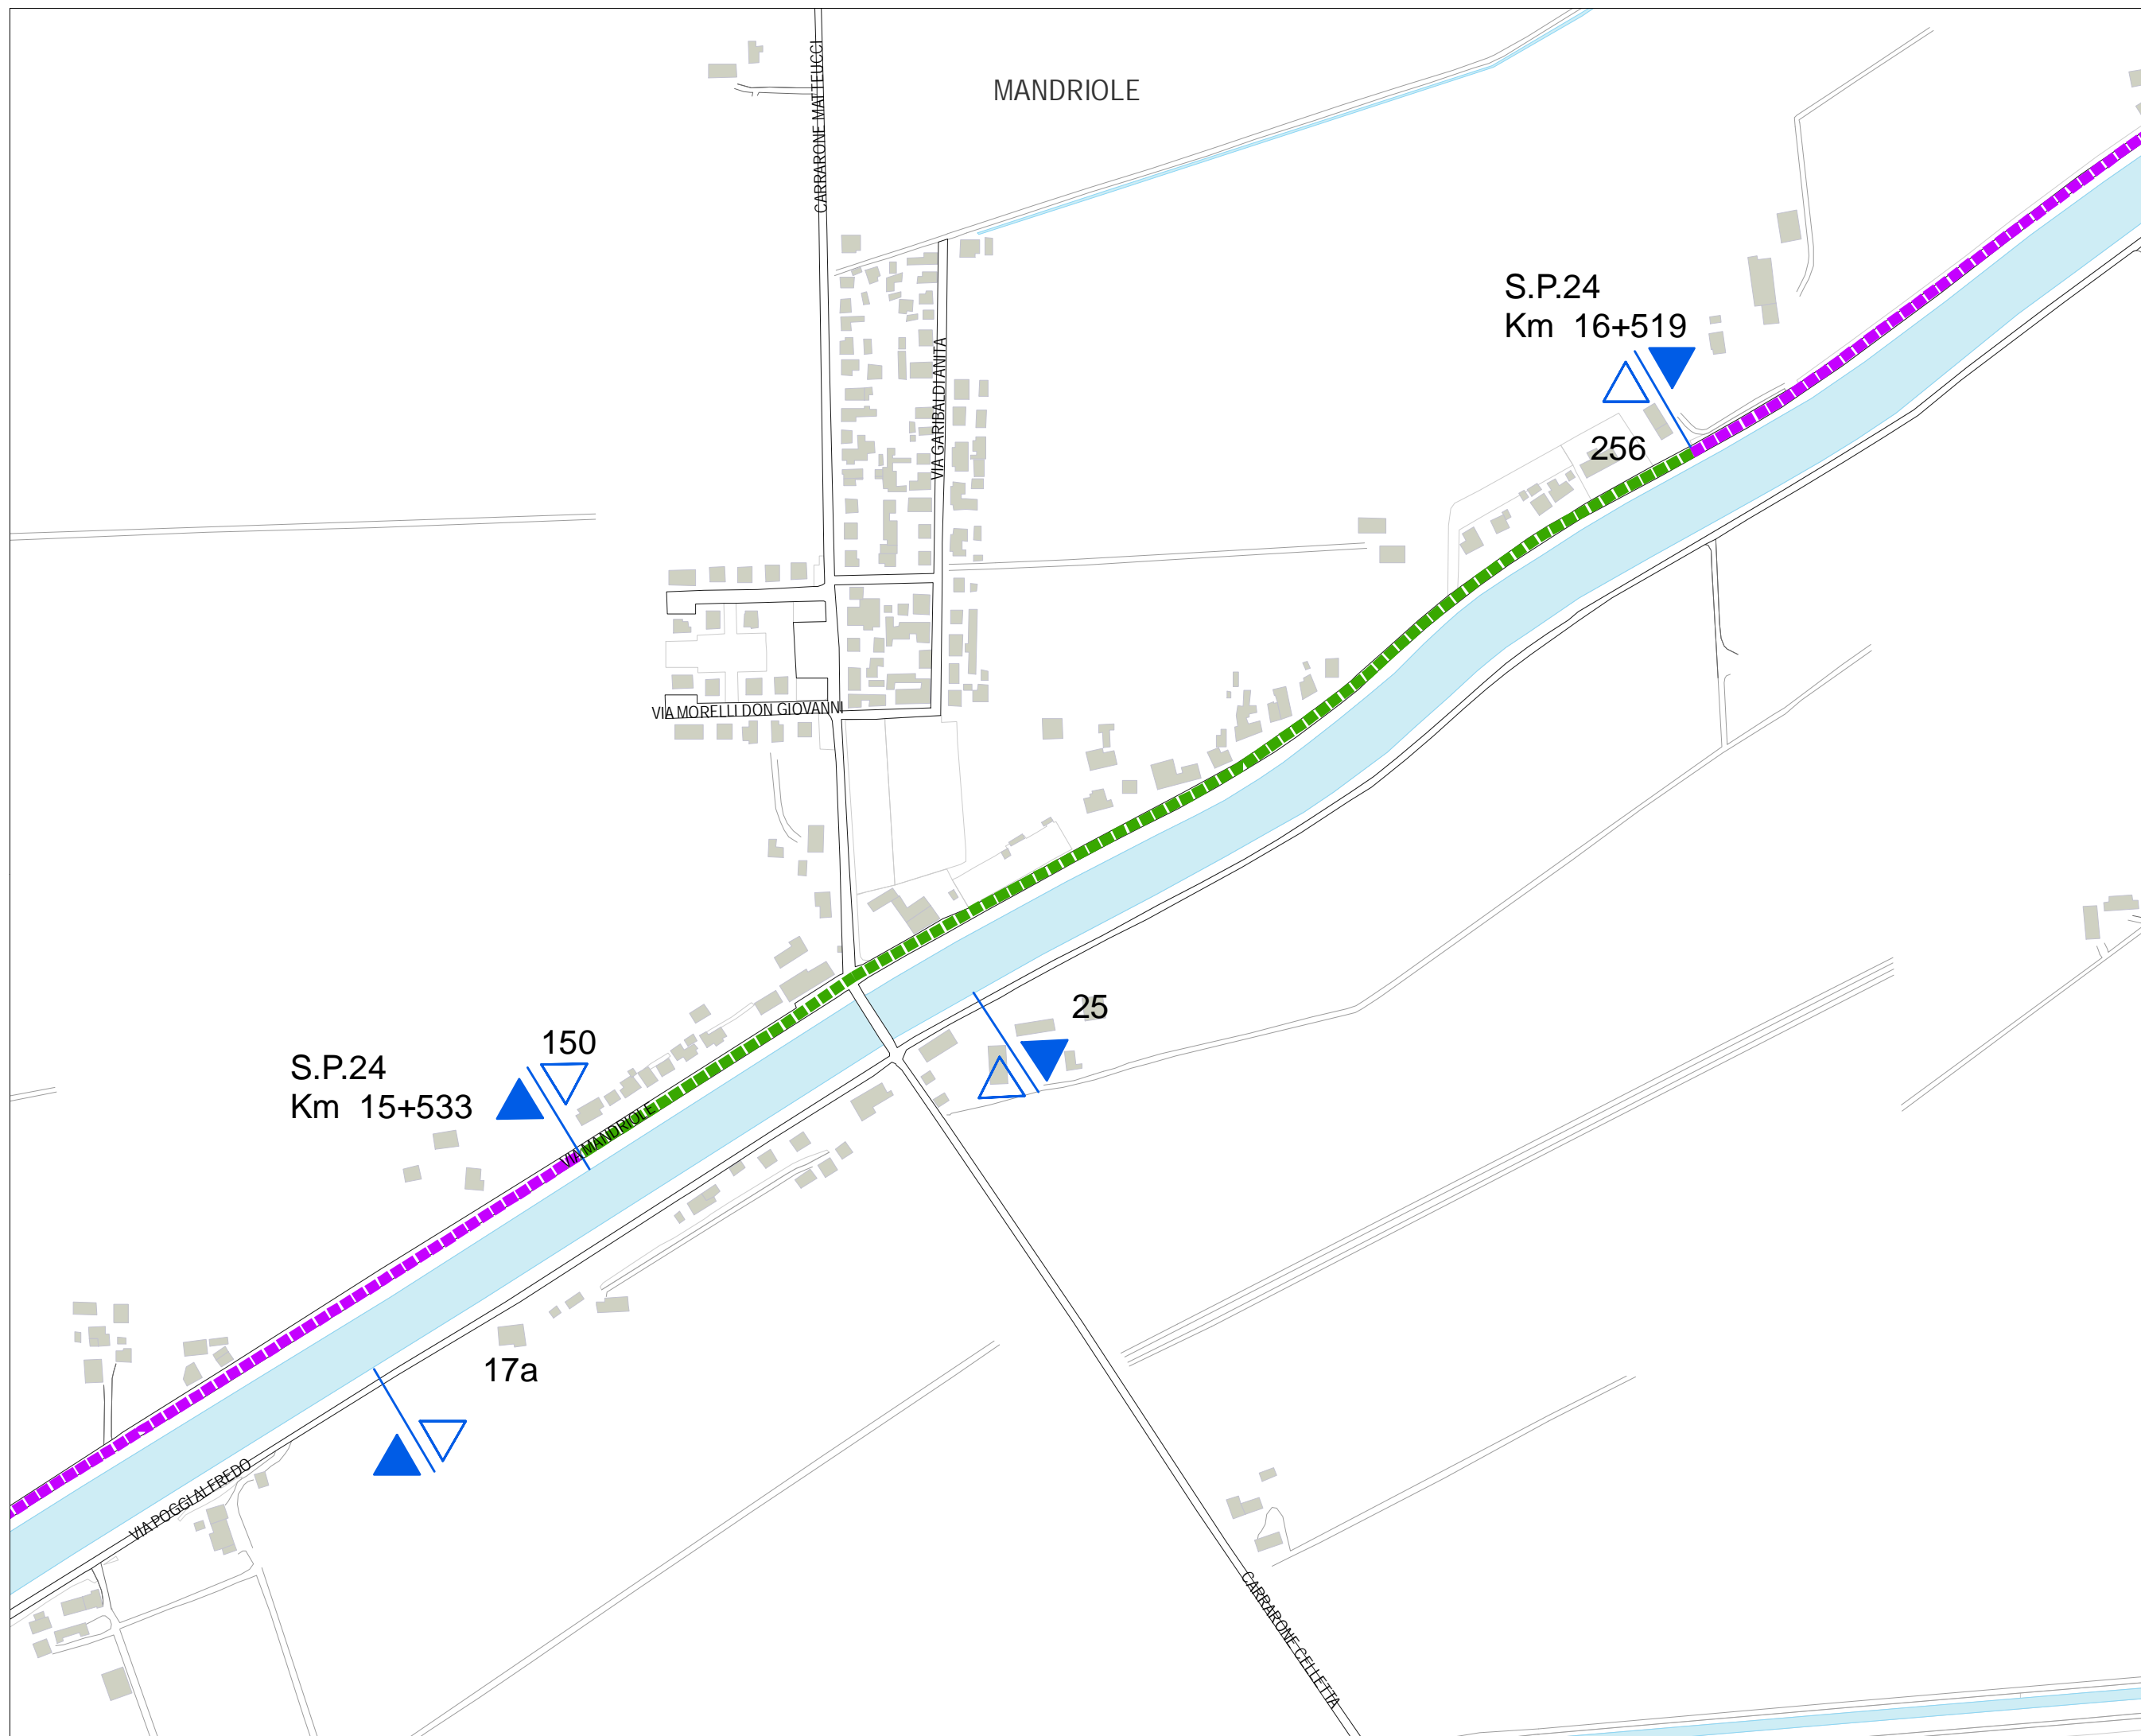 CARRARONE MATTEUCCI
MANDRIOLE
S.P.24
Km 16+519
VIA GARIBALDI ANITA
256
VIA MORELLI DON GIOVANNI
25
150
S.P.24
Km 15+533
VIA MANDRIOLE
17a
VIA POGGI ALFREDO
CARRARONE CELLETTA